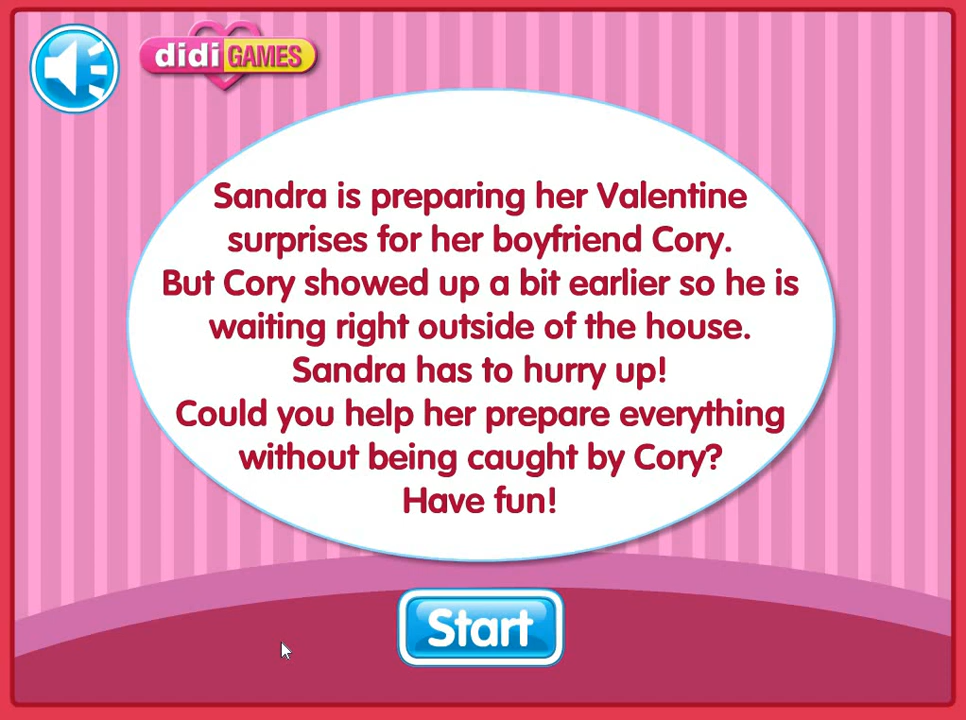 didi GAMES
Sandra is preparing her Valentine
surprises for her boyfriend Cory.
But Cory showed up a bit earlier so he is
waiting right outside of the house.
Sandra has to hurry up!
Could you help her prepare everything
without being caught by Cory?
Have fun!
Start